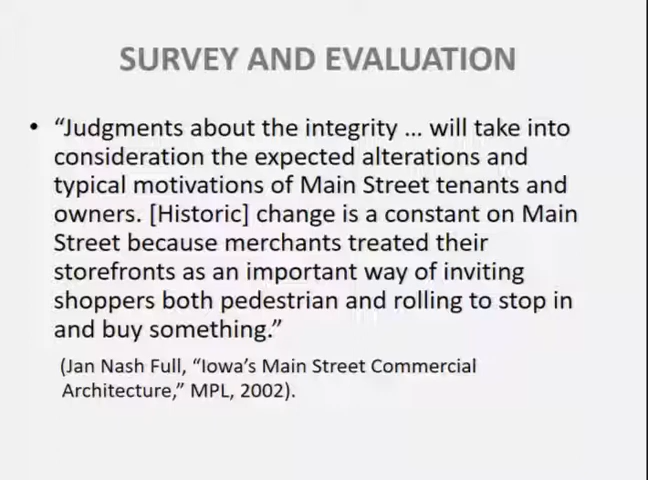 SURVEY AND EVALUATION
• “Judgments about the integrity ... will take into
consideration the expected alterations and
typical motivations of Main Street tenants and
owners. [Historic] change is a constant on Main
Street because merchants treated their
storefronts as an important way of inviting
shoppers both pedestrian and rolling to stop in
and buy something.”
(Jan Nash Full, “Iowa’s Main Street Commercial
Architecture,” MPL, 2002).